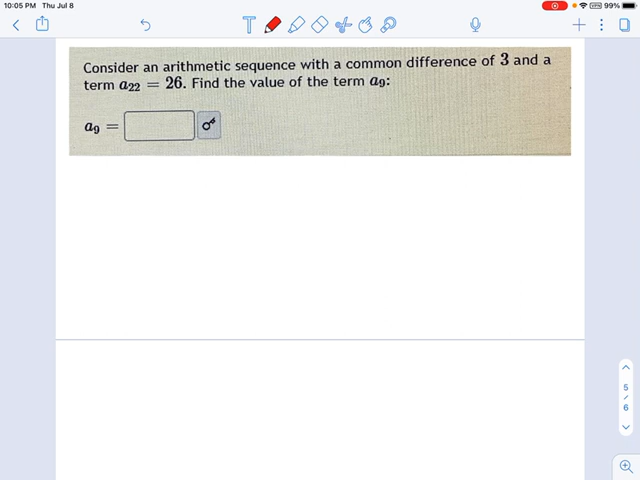 10:05 PM Thu Jul 8
99%
T
Consider an arithmetic sequence with a common difference of 3 and a
term a₂₂ = 26. Find the value of the term a₉:
a₉ =
5
/
6